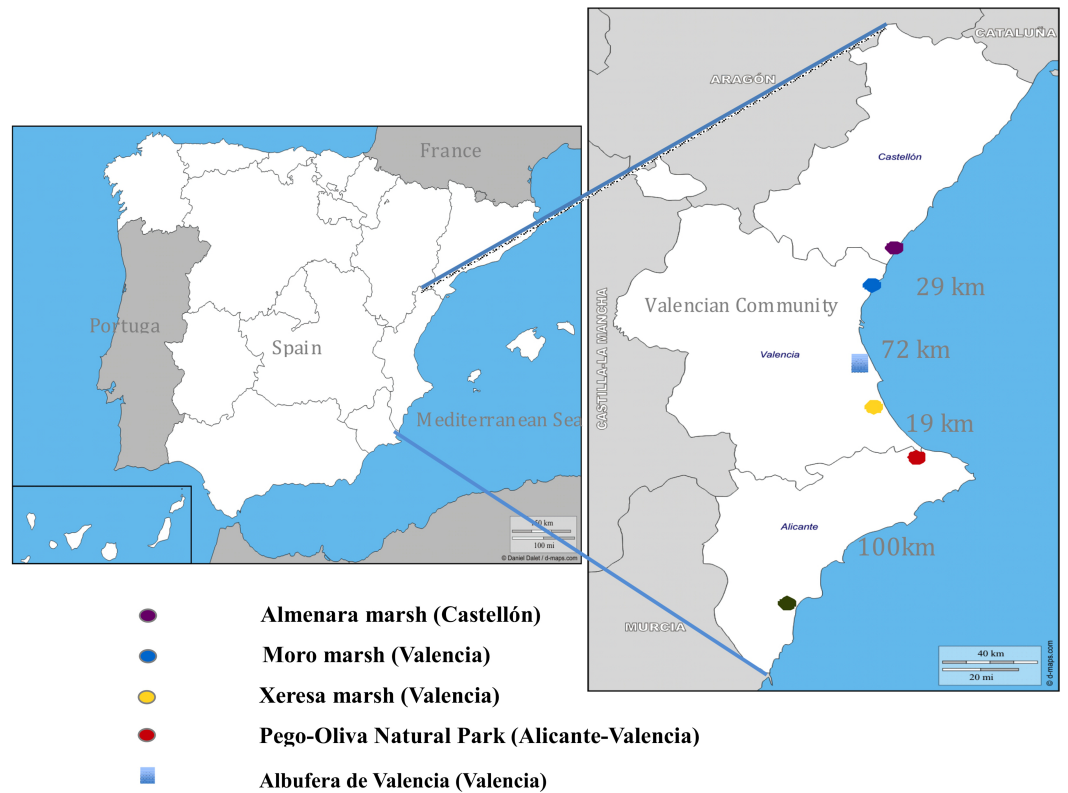 France
Portuga
Spain
Mediterranean Sea
50 km
100 mi
© Daniel Dalet / d-maps.com
CATALUÑA
ARAGÓN
Castellón
29 km
Valencian Community
CASTILLA-LA MANCHA
Valencia
72 km
19 km
Alicante
100km
MURCIA
40 km
20 mi
© d-maps.com
Almenara marsh (Castellón)
Moro marsh (Valencia)
Xeresa marsh (Valencia)
Pego-Oliva Natural Park (Alicante-Valencia)
Albufera de Valencia (Valencia)